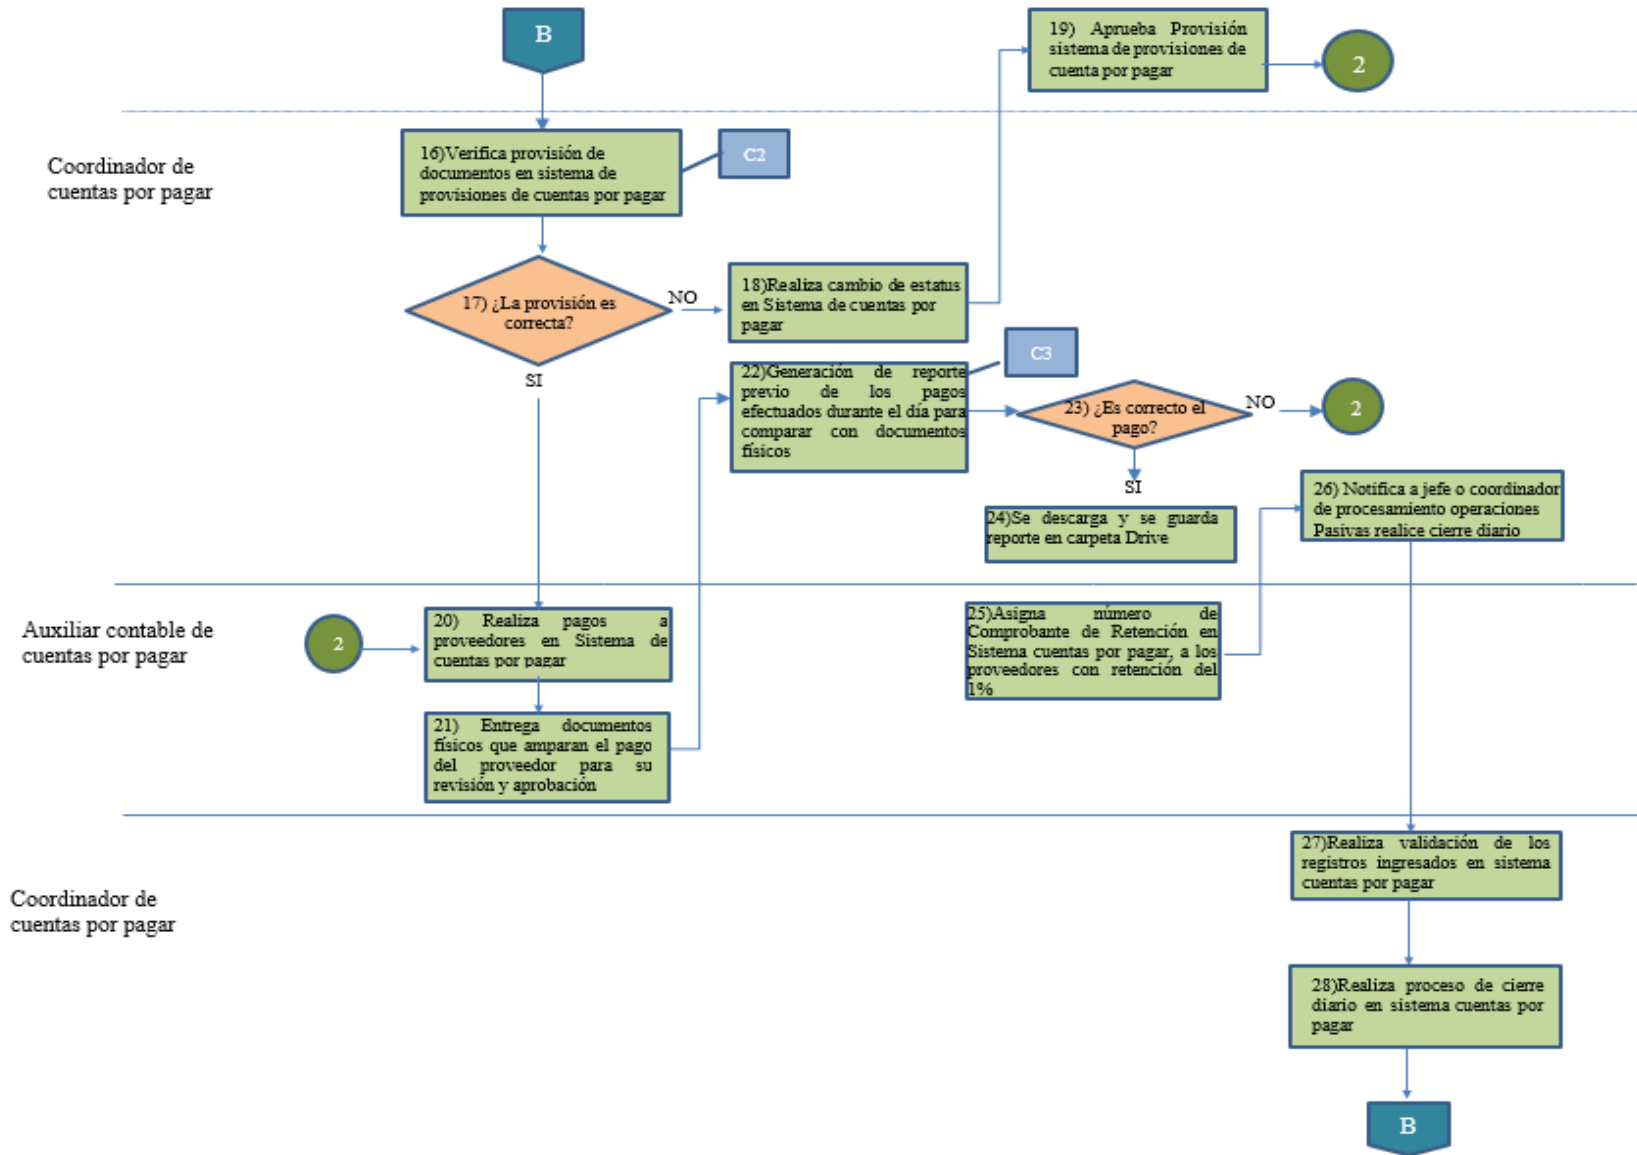 B
19) Aprueba Provisión
sistema de provisiones de
cuenta por pagar
2
Coordinador de
cuentas por pagar
16)Verifica provisión de
documentos en sistema de
provisiones de cuentas por pagar
C2
17) ¿La provisión es
correcta?
NO
SI
18)Realiza cambio de estatus
en Sistema de cuentas por
pagar
22)Generación de reporte
previo de los pagos
efectuados durante el día para
comparar con documentos
físicos
C3
23) ¿Es correcto el
pago?
NO
2
SI
24)Se descarga y se guarda
reporte en carpeta Drive
26) Notifica a jefe o coordinador
de procesamiento operaciones
Pasivas realice cierre diario
Auxiliar contable de
cuentas por pagar
2
20) Realiza pagos a
proveedores en Sistema de
cuentas por pagar
21) Entrega documentos
físicos que amparan el pago
del proveedor para su
revisión y aprobación
25)Asigna número de
Comprobante de Retención en
Sistema cuentas por pagar, a los
proveedores con retención del
1%
Coordinador de
cuentas por pagar
27)Realiza validación de los
registros ingresados en sistema
cuentas por pagar
28)Realiza proceso de cierre
diario en sistema cuentas por
pagar
B